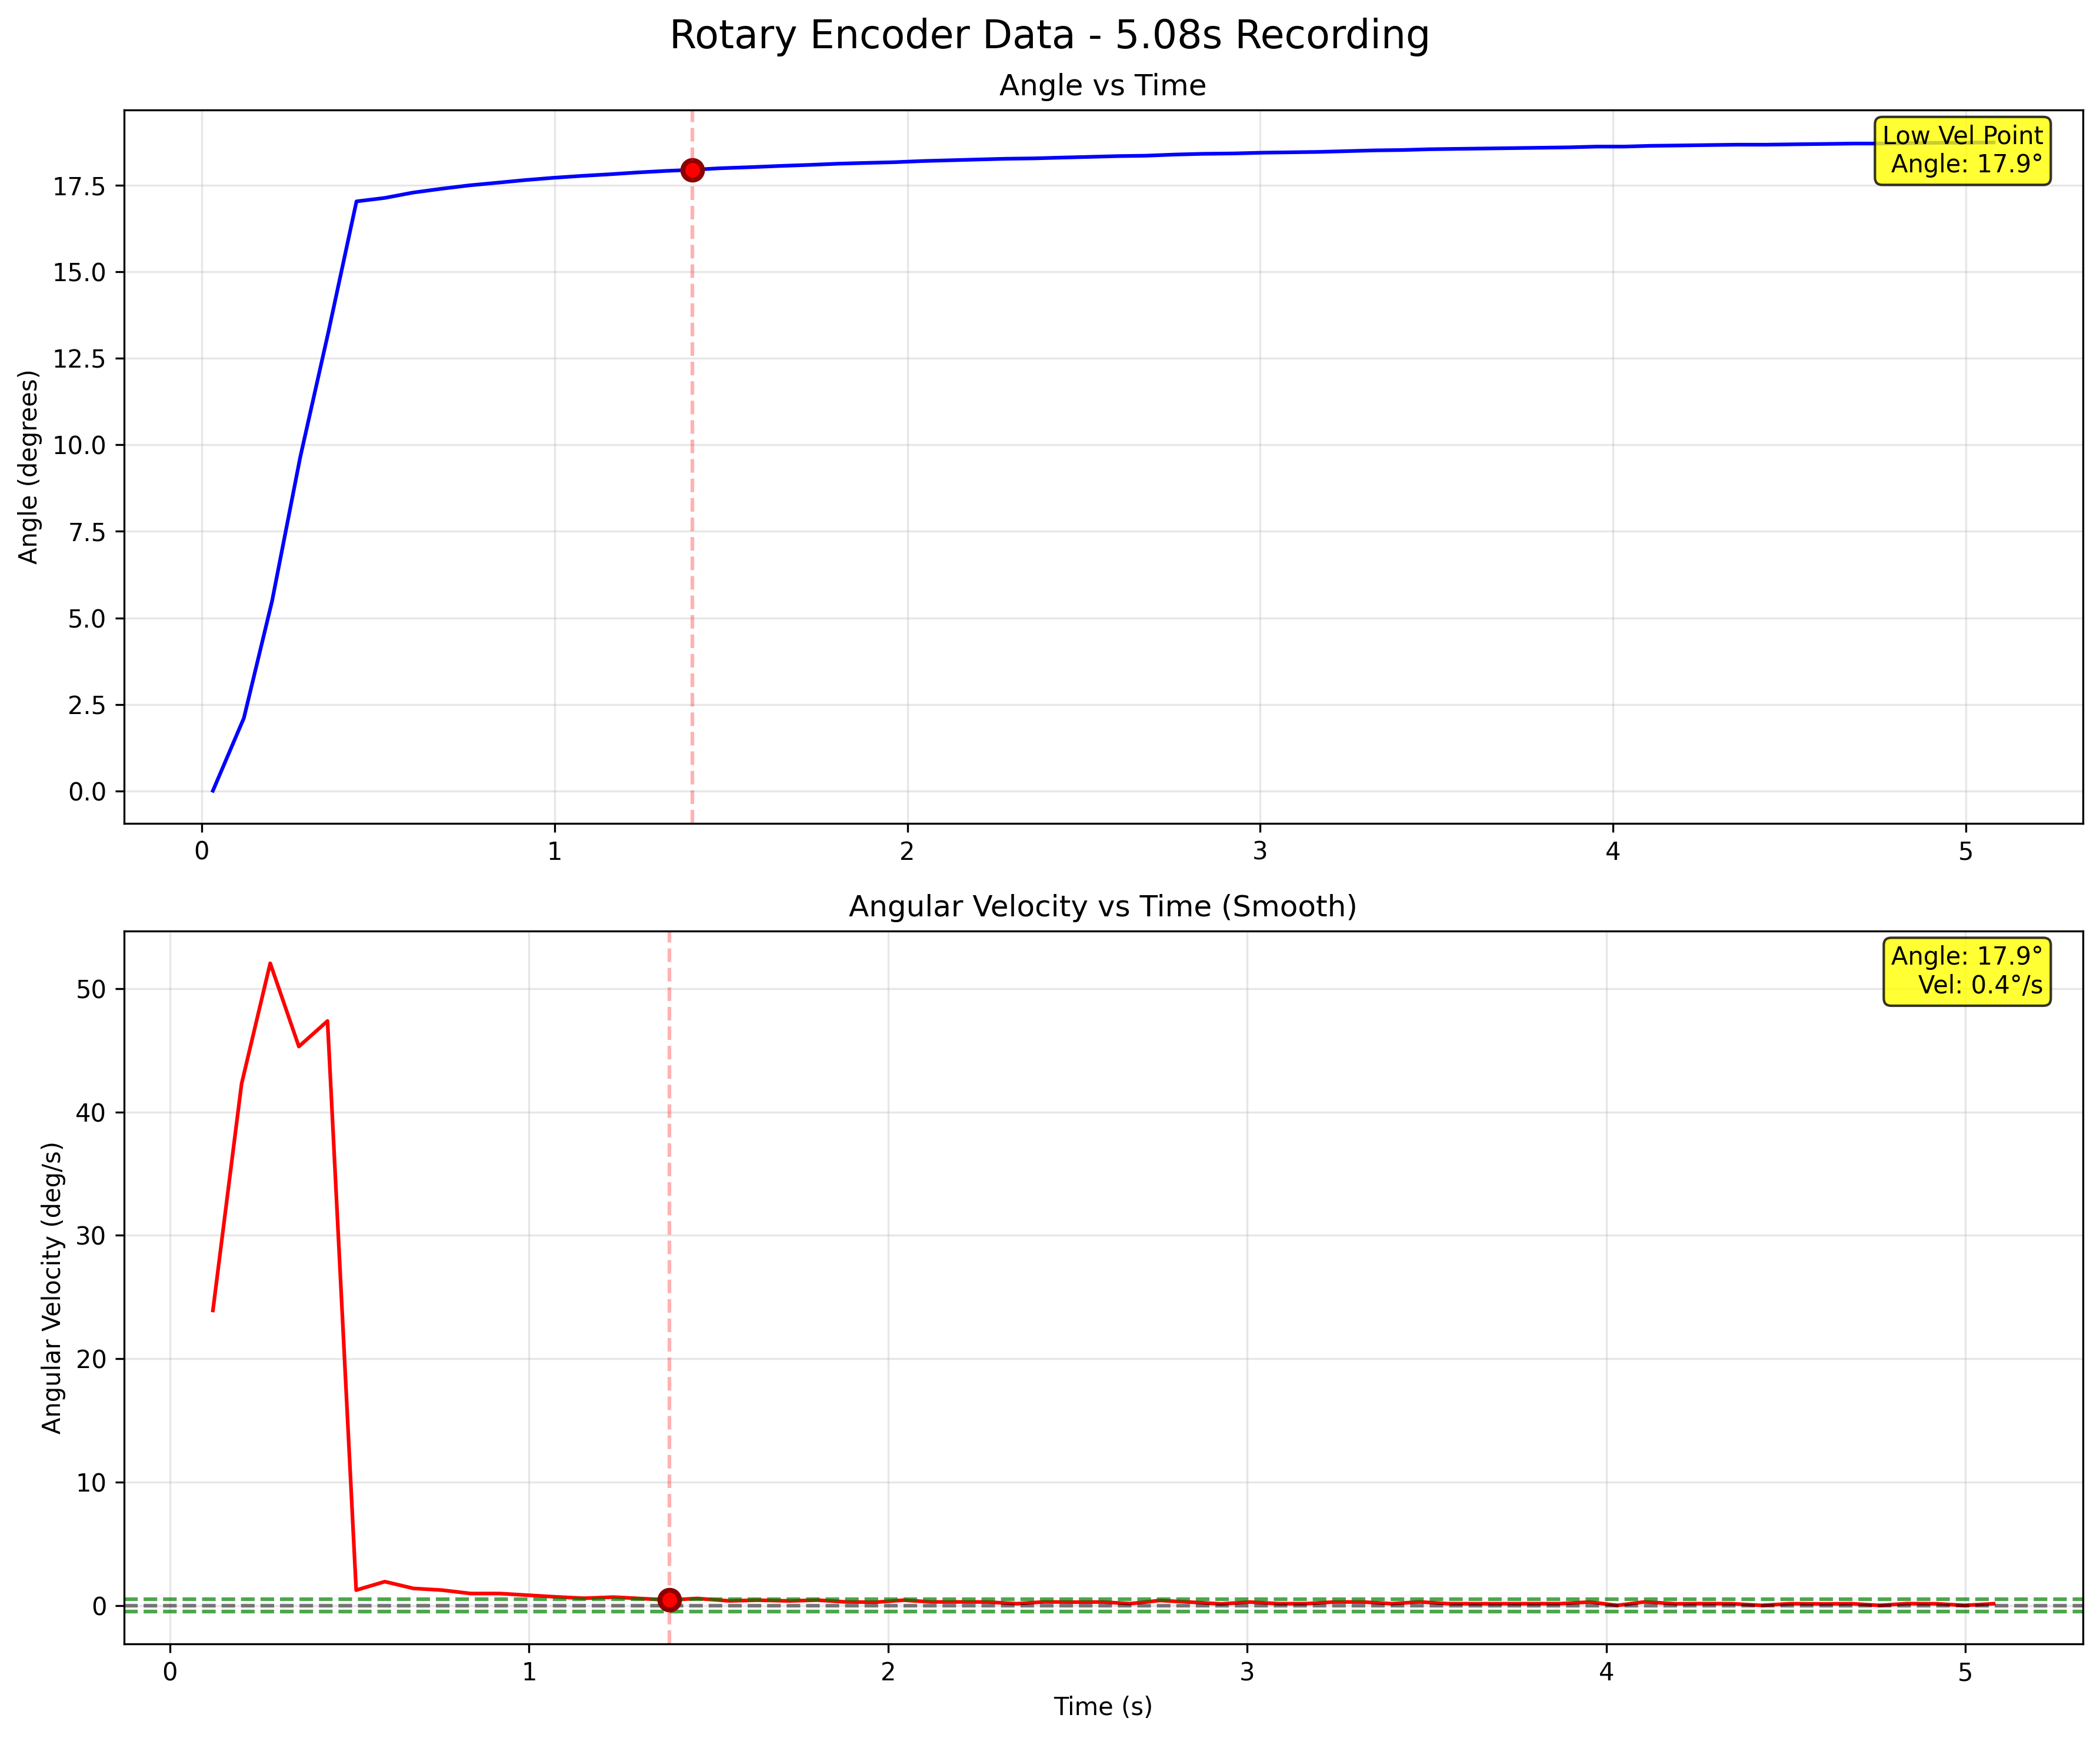 Rotary Encoder Data - 5.08s Recording
Angle vs Time
Low Vel Point
Angle: 17.9°
17.5
15.0
12.5
10.0
7.5
5.0
2.5
0.0
Angle (degrees)
0 1 2 3 4 5
Angular Velocity vs Time (Smooth)
Angle: 17.9°
Vel: 0.4°/s
50
40
30
20
10
0
Angular Velocity (deg/s)
0 1 2 3 4 5
Time (s)